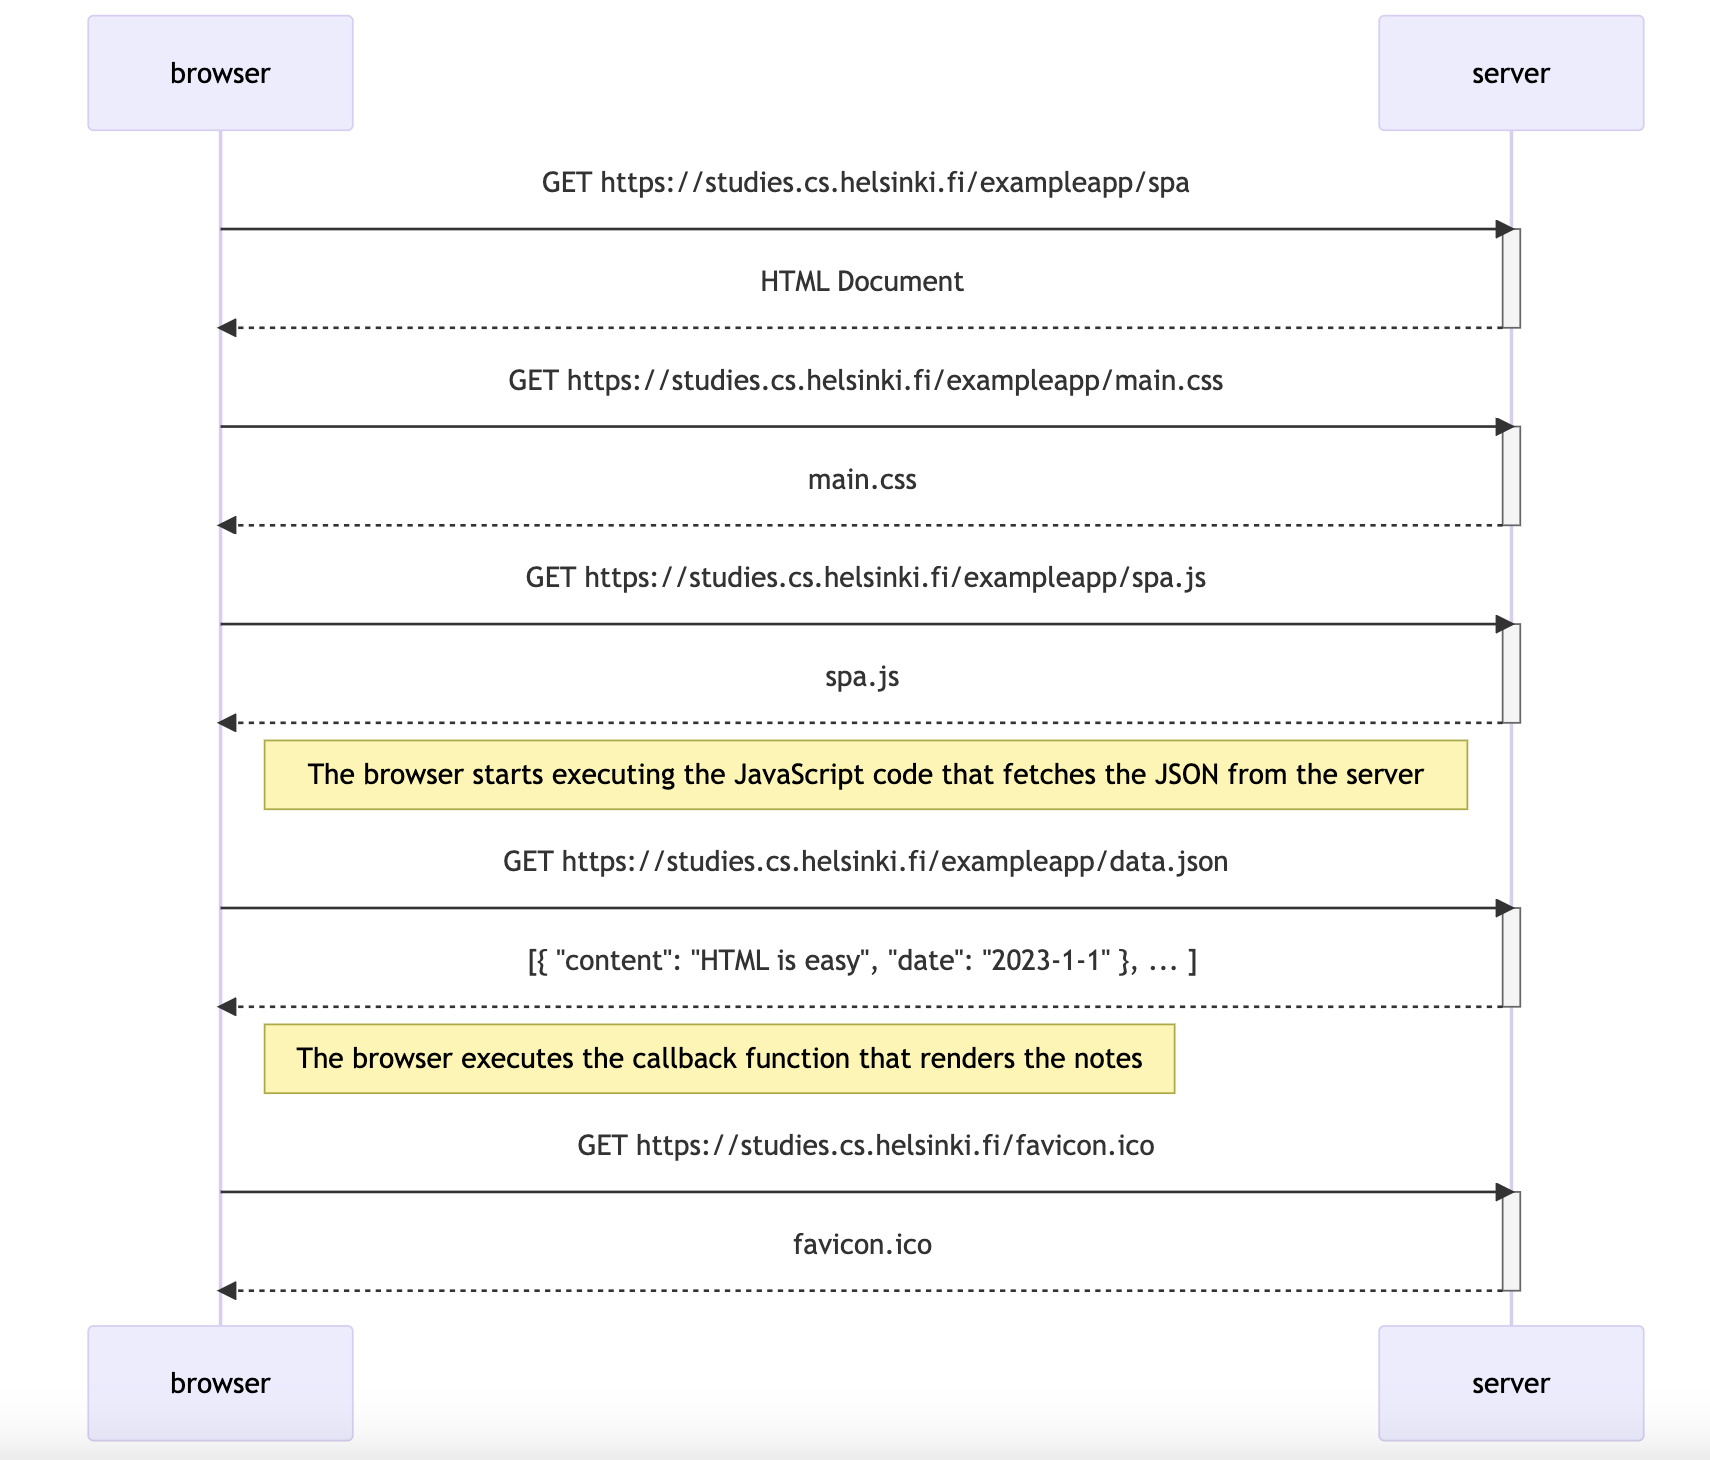 browser
server
GET https://studies.cs.helsinki.fi/exampleapp/spa
HTML Document
GET https://studies.cs.helsinki.fi/exampleapp/main.css
main.css
GET https://studies.cs.helsinki.fi/exampleapp/spa.js
spa.js
The browser starts executing the JavaScript code that fetches the JSON from the server
GET https://studies.cs.helsinki.fi/exampleapp/data.json
[{ "content": "HTML is easy", "date": "2023-1-1" }, ... ]
The browser executes the callback function that renders the notes
GET https://studies.cs.helsinki.fi/favicon.ico
favicon.ico
browser
server